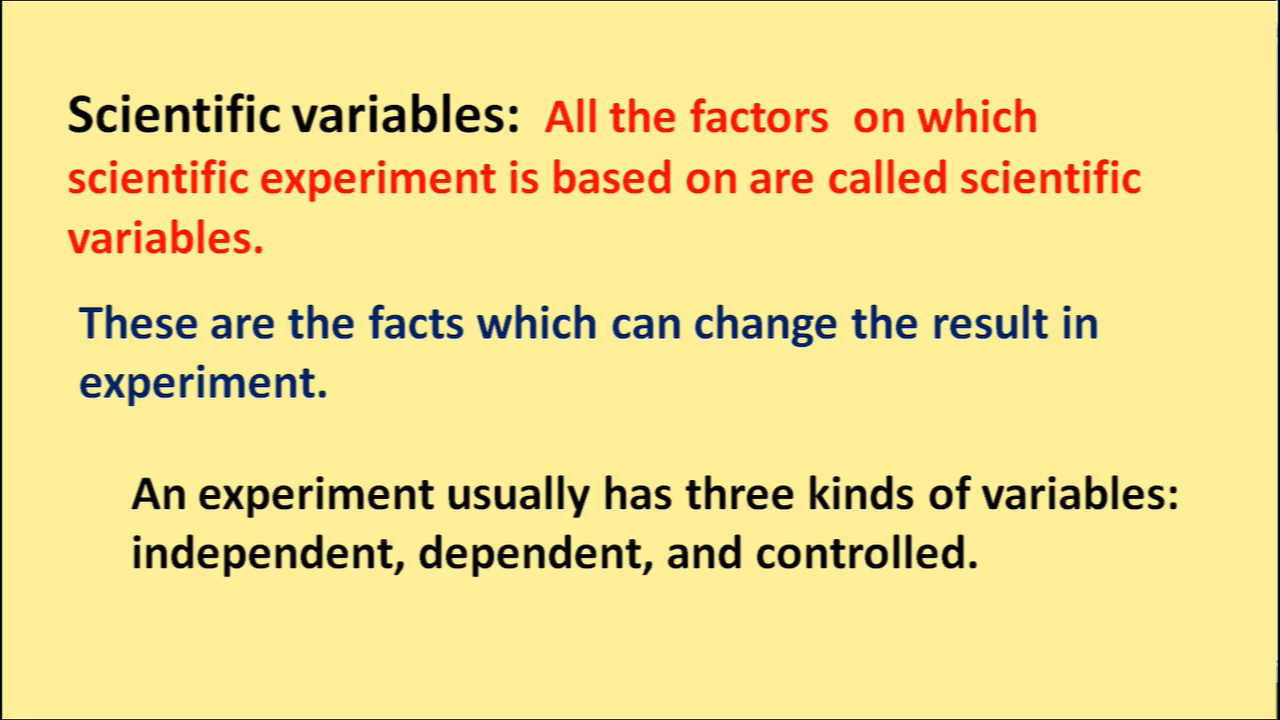 Scientific variables: All the factors on which
scientific experiment is based on are called scientific
variables.
These are the facts which can change the result in
experiment.
An experiment usually has three kinds of variables:
independent, dependent, and controlled.